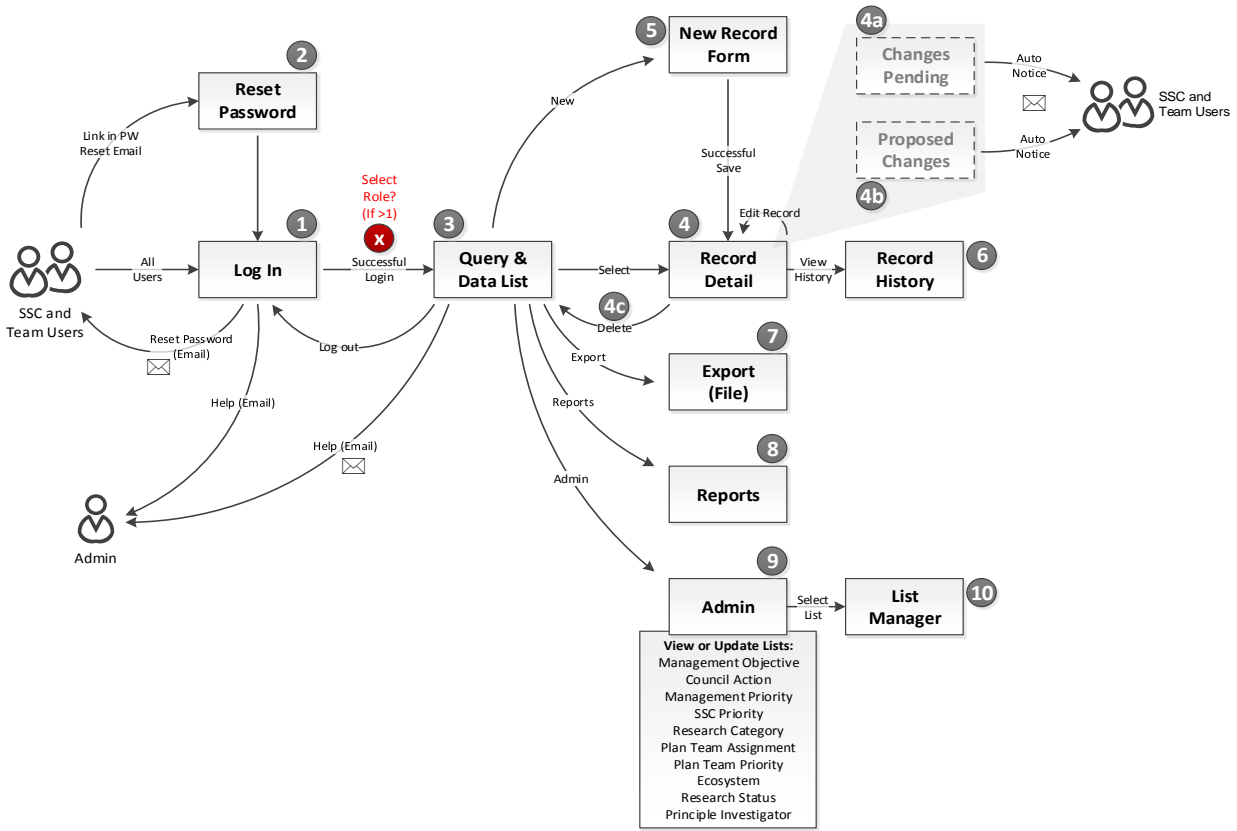 4a
5
New Record
Form
Changes
Pending
Auto
Notice
SSC and
Team Users
2
Reset
Password
New
Link in PW
Reset Email
Proposed
Changes
Auto
Notice
Successful
Save
4b
Select
Role?
(If >1)
Edit Record
1
x
3
4
All
Users
Log In
Successful
Login
Query &
Data List
Select
Record
Detail
View
History
Record
History
6
SSC and
Team Users
4c
Delete
Reset Password
(Email)
Log out
Export
7
Export
(File)
Help (Email)
Reports
Help (Email)
8
Admin
Reports
Admin
9
Admin
Select
List
List
Manager
10
View or Update Lists:
Management Objective
Council Action
Management Priority
SSC Priority
Research Category
Plan Team Assignment
Plan Team Priority
Ecosystem
Research Status
Principle Investigator